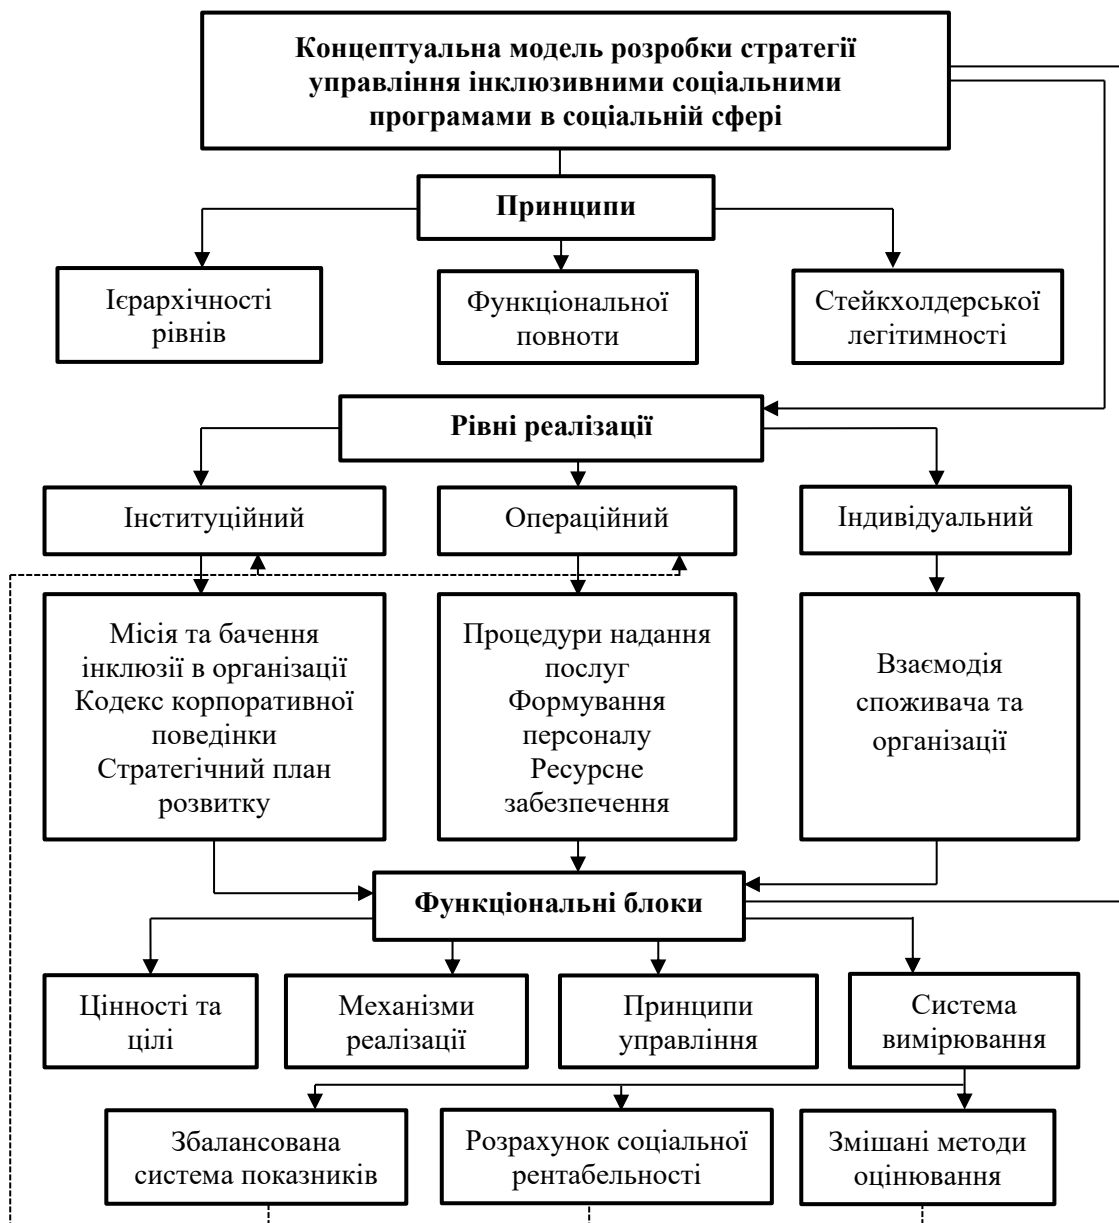 Концептуальна модель розробки стратегії
управління інклюзивними соціальними
програмами в соціальній сфері
Принципи
Ієрархічності
рівнів
Функціональної
повноти
Стейкхолдерської
легітимності
Рівні реалізації
Інституційний
Операційний
Індивідуальний
Місія та бачення
інклюзії в організації
Кодекс корпоративної
поведінки
Стратегічний план
розвитку
Процедури надання
послуг
Формування
персоналу
Ресурсне
забезпечення
Взаємодія
споживача та
організації
Функціональні блоки
Цінності та
цілі
Механізми
реалізації
Принципи
управління
Система
вимірювання
Збалансована
система показників
Розрахунок соціальної
рентабельності
Змішані методи
оцінювання